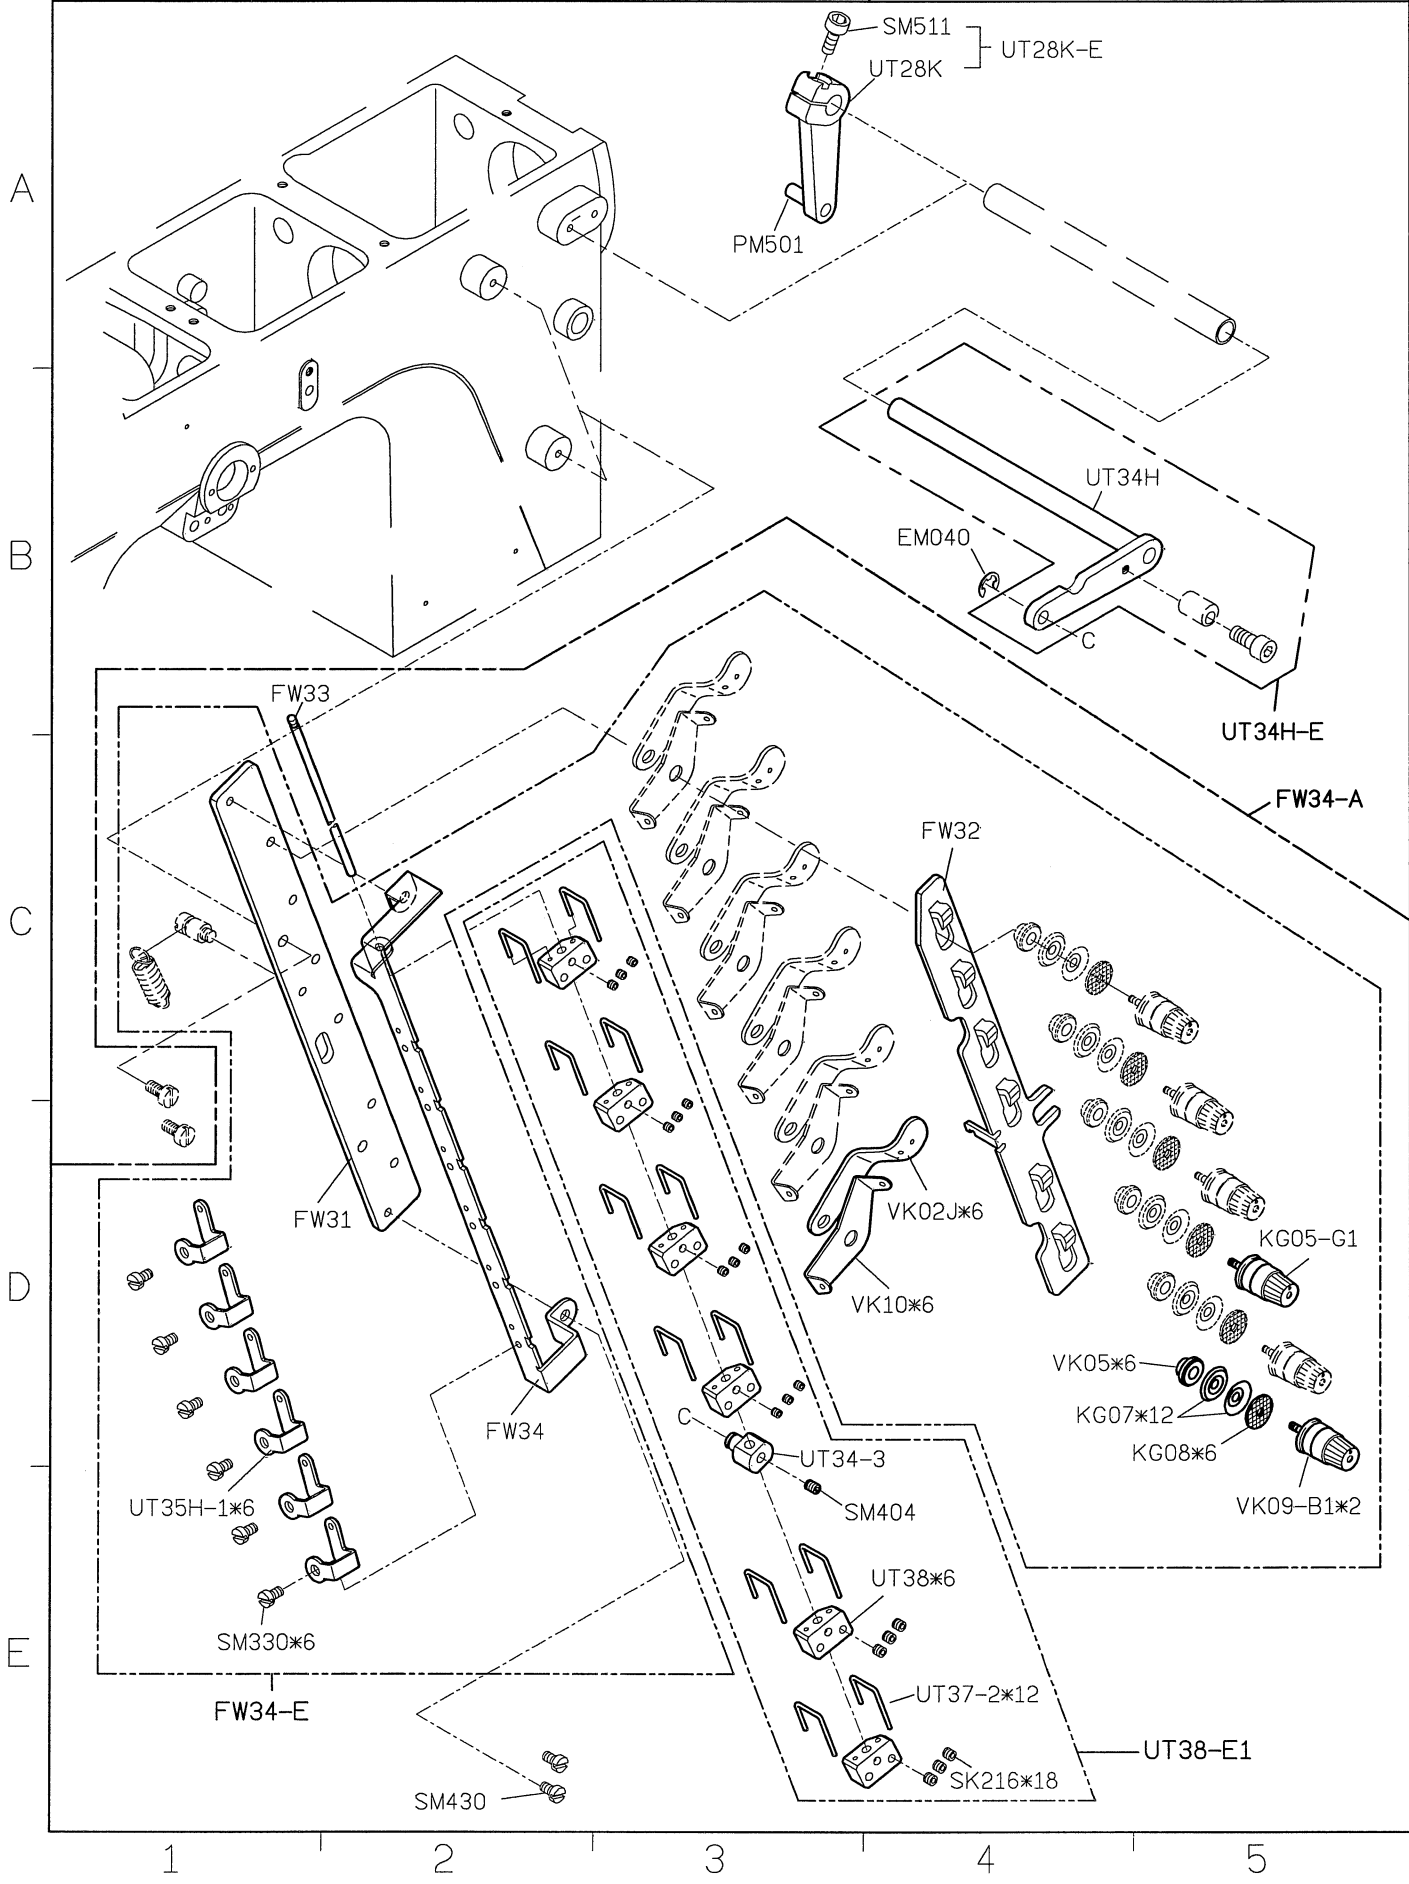 SM511
UT28K-E
UT28K
A
PM501
UT34H
EM040
B
C
FW33
UT34H-E
FW34-A
FW32
C
FW31
VK02J*6
KG05-G1
D
VK10*6
VK05*6
KG07*12
FW34
C
UT34-3
KG08*6
UT35H-1*6
SM404
VK09-B1*2
UT38*6
SM330*6
E
UT37-2*12
FW34-E
UT38-E1
SK216*18
SM430
1 2 3 4 5